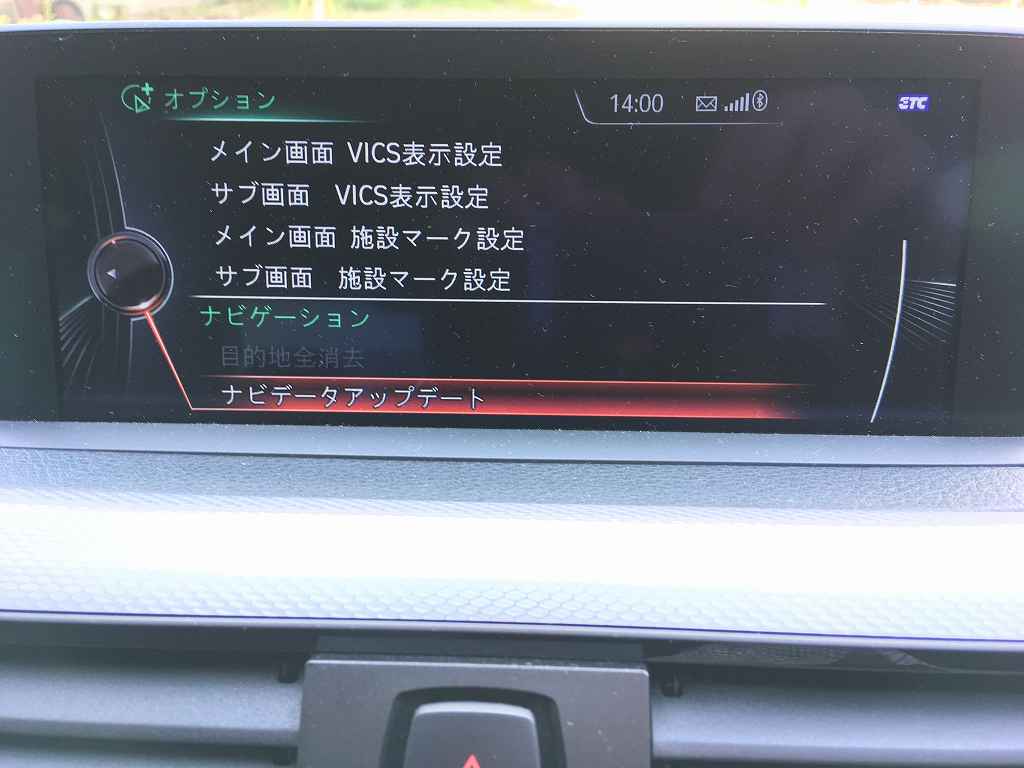 オプション
14:00
ETC
メイン画面 VICS表示設定
サブ画面 VICS表示設定
メイン画面 施設マーク設定
サブ画面 施設マーク設定
ナビゲーション
目的地全消去
ナビデータアップデート